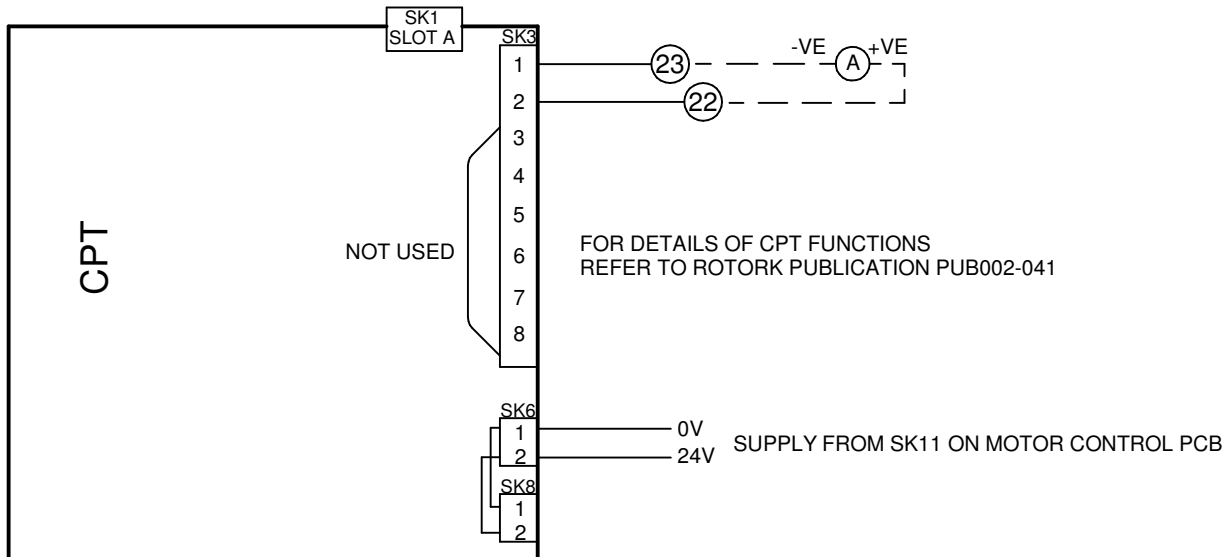 SK1
SLOT A
SK3
1
2
3
4
5
6
7
8
23
-VE
A
+VE
22
CPT
NOT USED
FOR DETAILS OF CPT FUNCTIONS
REFER TO ROTORK PUBLICATION PUB002-041
SK6
1
2
0V
24V
SUPPLY FROM SK11 ON MOTOR CONTROL PCB
SK8
1
2